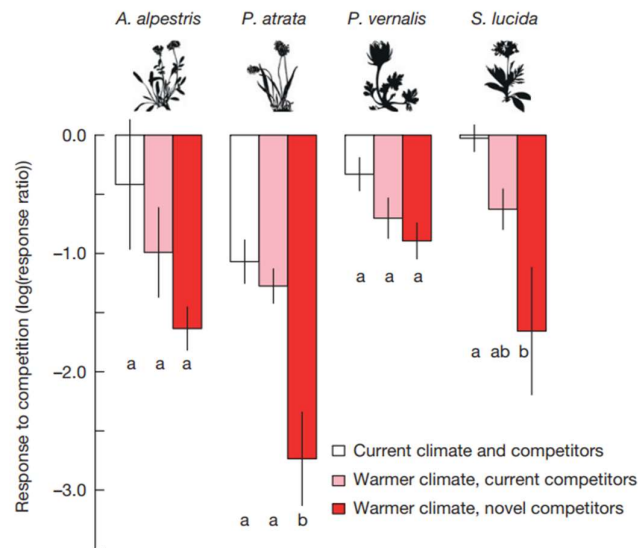 A. alpestris P. atrata P. vernalis S. lucida
Response to competition (log(response ratio))
0.0
−1.0
−2.0
−3.0
a a a
a a b
a a a
a ab b
Current climate and competitors
Warmer climate, current competitors
Warmer climate, novel competitors